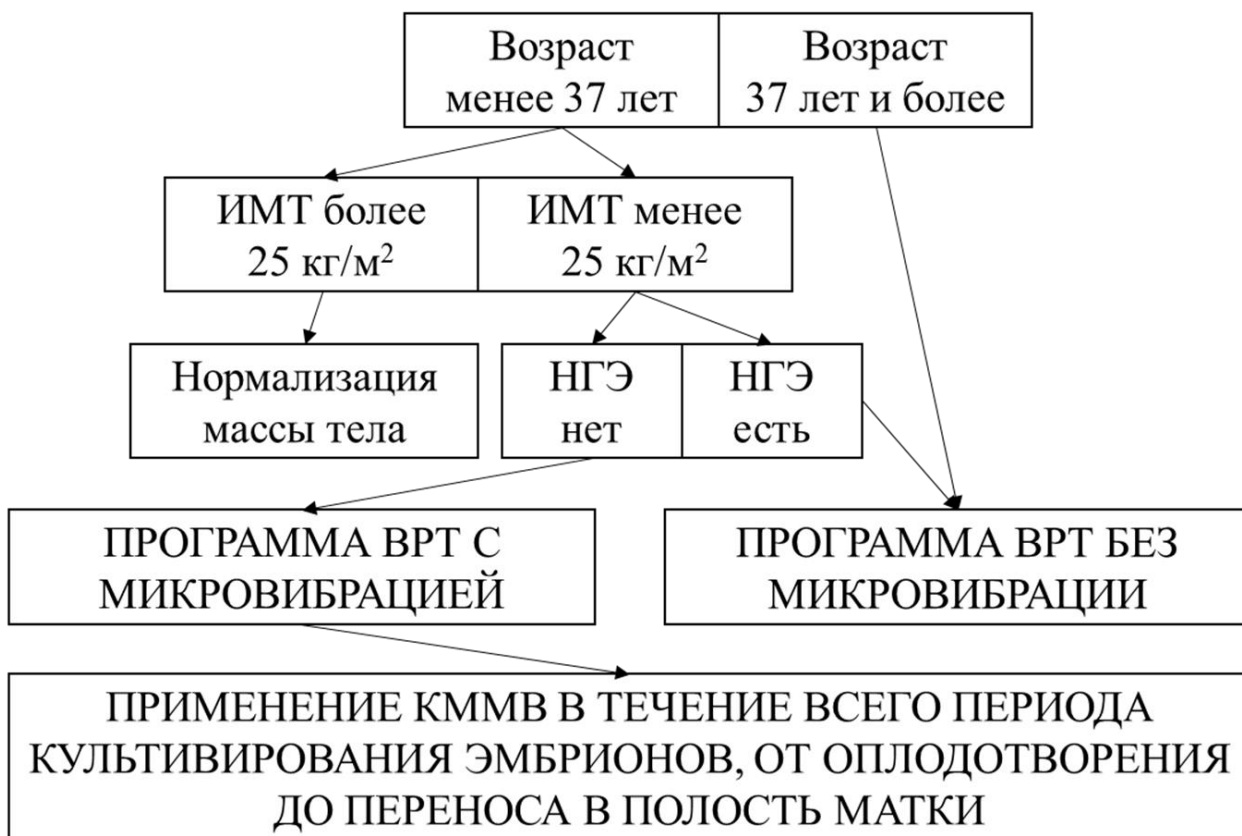 Возраст
менее 37 лет
Возраст
37 лет и более
ИМТ более
25 кг/м²
ИМТ менее
25 кг/м²
Нормализация
массы тела
НГЭ
нет
НГЭ
есть
ПРОГРАММА ВРТ С
МИКРОВИБРАЦИЕЙ
ПРОГРАММА ВРТ БЕЗ
МИКРОВИБРАЦИИ
ПРИМЕНЕНИЕ КММВ В ТЕЧЕНИЕ ВСЕГО ПЕРИОДА
КУЛЬТИВИРОВАНИЯ ЭМБРИОНОВ, ОТ ОПЛОДОТВОРЕНИЯ
ДО ПЕРЕНОСА В ПОЛОСТЬ МАТКИ